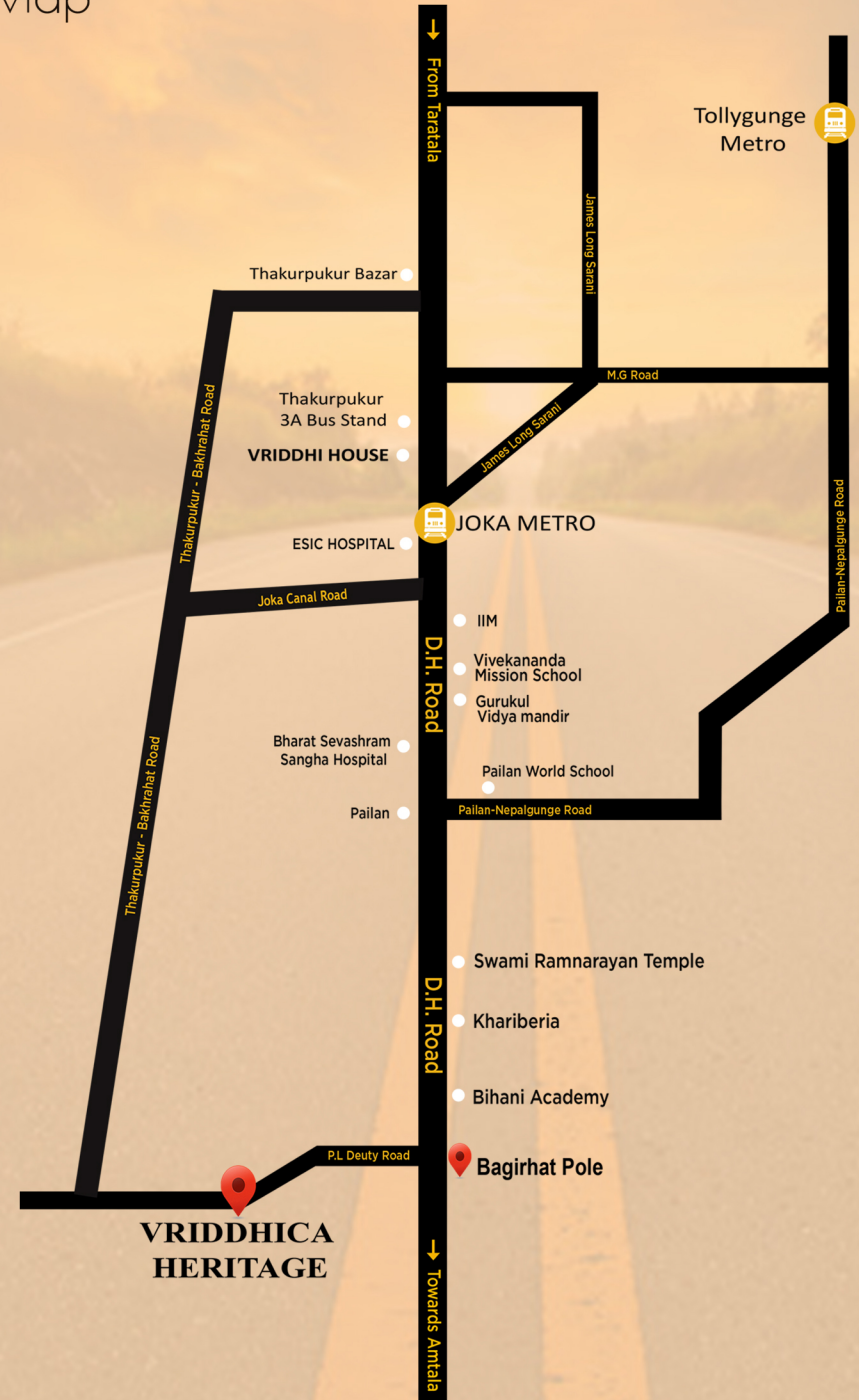 Map
From Taratala
Tollygunge
Metro
James Long Sarani
Thakurpukur Bazar
M.G Road
Thakurpukur
3A Bus Stand
VRIDDHI HOUSE
James Long Sarani
Thakurpukur - Bakhrahat Road
JOKA METRO
ESIC HOSPITAL
Pailan-Nepalgunge Road
Joka Canal Road
IIM
D.H. Road
Vivekananda
Mission School
Gurukul
Vidya mandir
Bharat Sevashram
Sangha Hospital
Pailan World School
Pailan
Pailan-Nepalgunge Road
Thakurpukur - Bakhrahat Road
Swami Ramnarayan Temple
D.H. Road
Khariberia
Bihani Academy
P.L Deuty Road
Bagirhat Pole
VRIDDHICA
HERITAGE
Towards Amtala